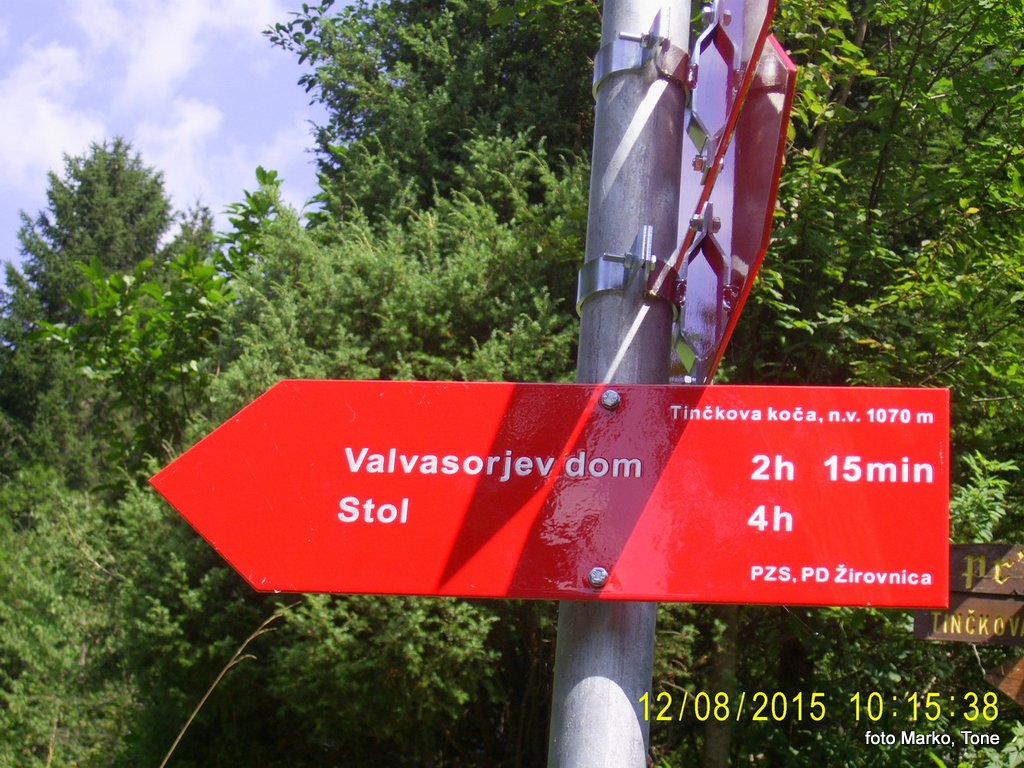 Tinčkova koča, n.v. 1070 m
Valvasorjev dom 2h 15min
Stol 4h
PZS, PD Žirovnica
TINČKOVA
12/08/2015 10:15:38
foto Marko, Tone